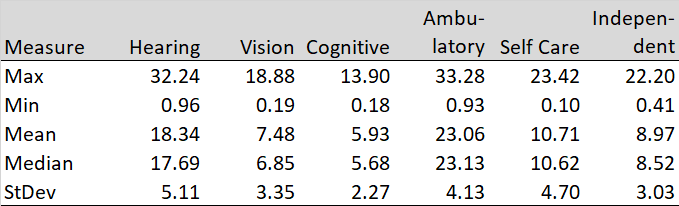 Ambu- Indepen-
Measure Hearing Vision Cognitive latory Self Care dent
Max 32.24 18.88 13.90 33.28 23.42 22.20
Min 0.96 0.19 0.18 0.93 0.10 0.41
Mean 18.34 7.48 5.93 23.06 10.71 8.97
Median 17.69 6.85 5.68 23.13 10.62 8.52
StDev 5.11 3.35 2.27 4.13 4.70 3.03